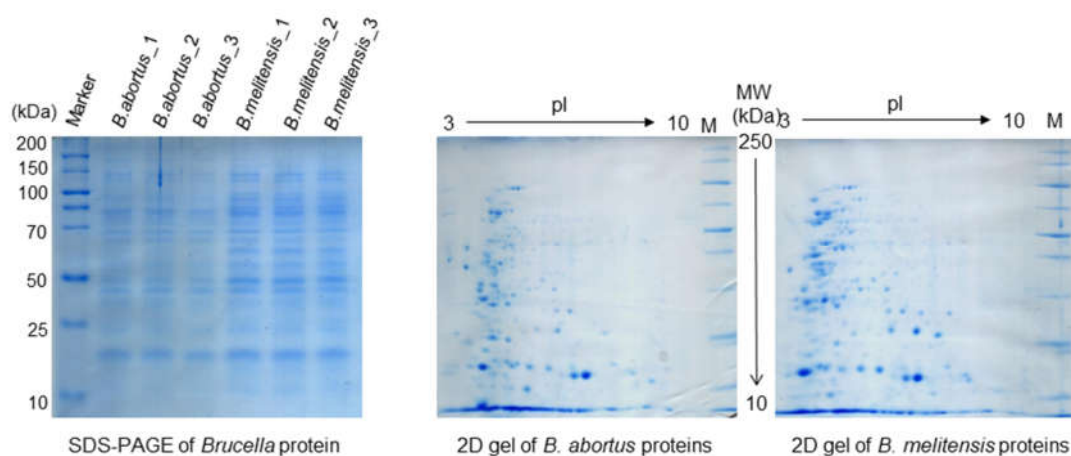 (kDa)
Marker
B.abortus_1
B.abortus_2
B.abortus_3
B.melitensis_1
B.melitensis_2
B.melitensis_3
200
150
100
70
50
25
10
SDS-PAGE of Brucella protein
pI
3 10 M
MW
(kDa)
250
10
pI
3 10 M
2D gel of B. abortus proteins
2D gel of B. melitensis proteins